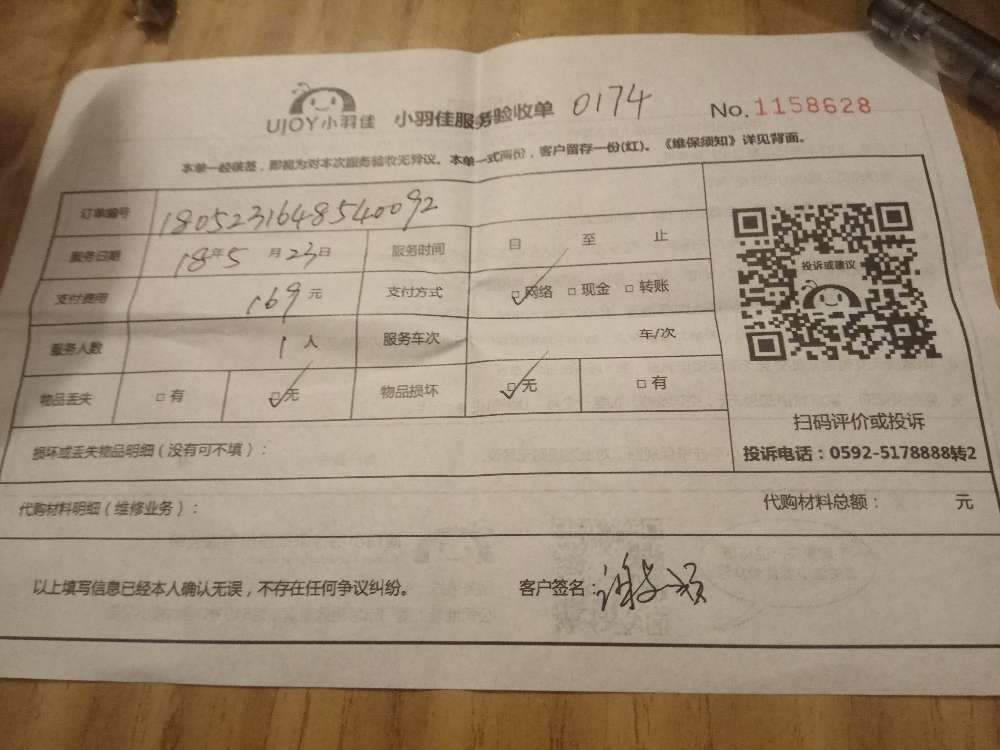 UJOY小羽佳 小羽佳服务验收单 0174 No.1158628
本单一经核签，即视为对本次服务验收无异议。本单一式两份，客户留存一份(红)。《维保须知》详见背面。
订单编号 1805231648540092
服务日期 18年5月23日 服务时间 自 至 止
支付费用 169元 支付方式 ☑网络 □现金 □转账
服务人数 1人 服务车次 车/次
物品丢失 □有 ☑无 物品损坏 ☑无 □有
投诉或建议
扫码评价或投诉
投诉电话：0592-5178888转2
损坏或丢失物品明细（没有可不填）：
代购材料明细（维修业务）： 代购材料总额： 元
以上填写信息已经本人确认无误，不存在任何争议纠纷。 客户签名：